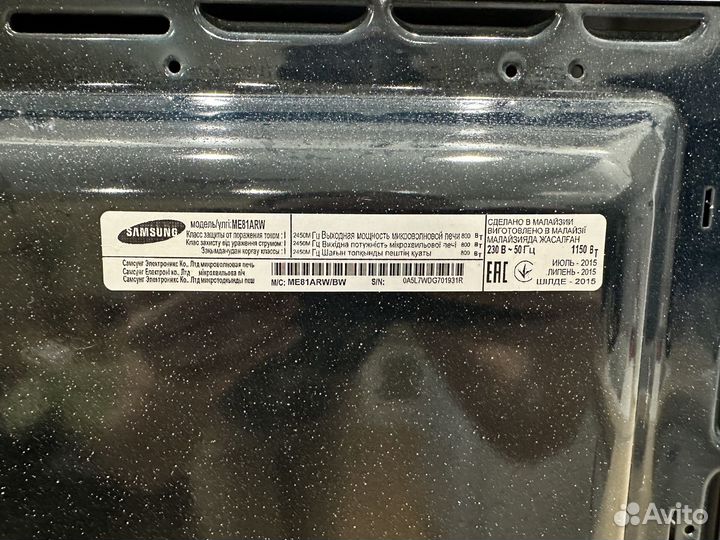 SAMSUNG
модель/үлгі:ME81ARW
Класс защиты от поражения током : I
Клас захисту від ураження струмом : I
Зақымдаудан қорғау классы : I
2450М Гц Выходная мощность микроволновой печи 800 Вт
2450М Гц Вихідна потужність мікрохвильової печі 800 Вт
2450М Гц Шағын толқынды пештің қуаты 800 Вт
СДЕЛАНО В МАЛАЙЗИИ
ВИГОТОВЛЕНО В МАЛАЙЗІЇ
МАЛАЙЗИЯДА ЖАСАЛҒАН
230 В ~ 50 Гц 1150 Вт
Самсунг Электроникс Ко., Лтд микроволновая печь
Самсунг Електроні ко., Лтд мікрохвильова піч
Самсунг Электроникс Ко., Лтд микротолқынды пеш
M/C: ME81ARW/BW S/N: 0A5L7WDG701931R
EAC
ИЮЛЬ - 2015
ЛИПЕНЬ - 2015
ШІЛДЕ - 2015
Avito